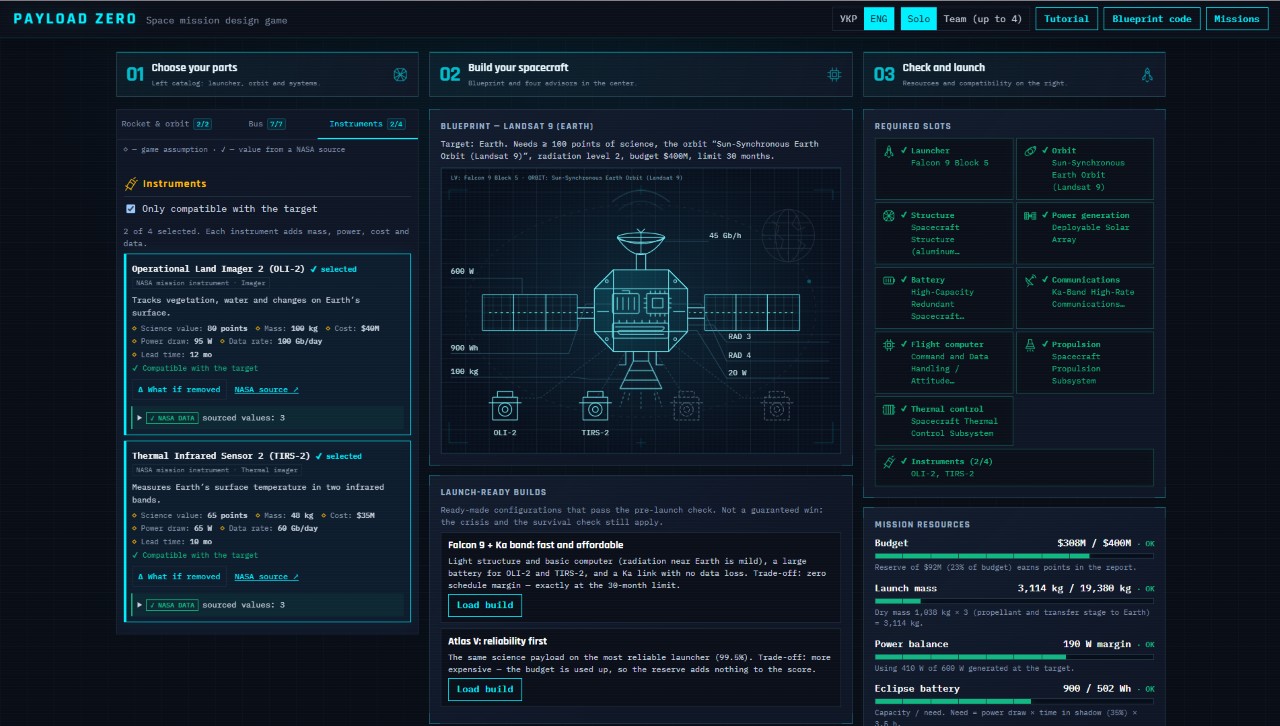 PAYLOAD ZERO
Space mission design game
УКР
ENG
Solo
Team (up to 4)
Tutorial
Blueprint code
Missions
01
Choose your parts
Left catalog: launcher, orbit and systems.
02
Build your spacecraft
Blueprint and four advisors in the center.
03
Check and launch
Resources and compatibility on the right.
Rocket & orbit 2/2
Bus 7/7
Instruments 2/4
◇ — game assumption · ✓ — value from a NASA source
Instruments
Only compatible with the target
2 of 4 selected. Each instrument adds mass, power, cost and
data.
Operational Land Imager 2 (OLI-2) ✓ selected
NASA mission instrument · Imager
Tracks vegetation, water and changes on Earth's
surface.
◇ Science value: 80 points ◇ Mass: 100 kg ◇ Cost: $40M
◇ Power draw: 95 W ◇ Data rate: 100 Gb/day
◇ Lead time: 12 mo
✓ Compatible with the target
Δ What if removed
NASA source ↗
▶ ✓ NASA DATA sourced values: 3
Thermal Infrared Sensor 2 (TIRS-2) ✓ selected
NASA mission instrument · Thermal imager
Measures Earth's surface temperature in two infrared
bands.
◇ Science value: 65 points ◇ Mass: 48 kg ◇ Cost: $35M
◇ Power draw: 65 W ◇ Data rate: 60 Gb/day
◇ Lead time: 10 mo
✓ Compatible with the target
Δ What if removed
NASA source ↗
▶ ✓ NASA DATA sourced values: 3
BLUEPRINT — LANDSAT 9 (EARTH)
Target: Earth. Needs ≥ 100 points of science, the orbit "Sun-Synchronous Earth
Orbit (Landsat 9)", radiation level 2, budget $400M, limit 30 months.
LV: Falcon 9 Block 5 · ORBIT: Sun-Synchronous Earth Orbit (Landsat 9)
45 Gb/h
600 W
900 Wh
100 kg
RAD 3
RAD 4
20 W
OLI-2
TIRS-2
LAUNCH-READY BUILDS
Ready-made configurations that pass the pre-launch check. Not a guaranteed win:
the crisis and the survival check still apply.
Falcon 9 + Ka band: fast and affordable
Light structure and basic computer (radiation near Earth is mild), a large
battery for OLI-2 and TIRS-2, and a Ka link with no data loss. Trade-off: zero
schedule margin — exactly at the 30-month limit.
Load build
Atlas V: reliability first
The same science payload on the most reliable launcher (99.5%). Trade-off: more
expensive — the budget is used up, so the reserve adds nothing to the score.
Load build
REQUIRED SLOTS
✓ Launcher
Falcon 9 Block 5
✓ Orbit
Sun-Synchronous
Earth Orbit
(Landsat 9)
✓ Structure
Spacecraft
Structure
(aluminum…
✓ Power generation
Deployable Solar
Array
✓ Battery
High-Capacity
Redundant
Spacecraft…
✓ Communications
Ka-Band High-Rate
Communications…
✓ Flight computer
Command and Data
Handling /
Attitude…
✓ Propulsion
Spacecraft
Propulsion
Subsystem
✓ Thermal control
Spacecraft Thermal
Control Subsystem
✓ Instruments (2/4)
OLI-2, TIRS-2
MISSION RESOURCES
Budget $308M / $400M · OK
Reserve of $92M (23% of budget) earns points in the report.
Launch mass 3,114 kg / 19,380 kg · OK
Dry mass 1,038 kg × 3 (propellant and transfer stage to Earth)
= 3,114 kg.
Power balance 190 W margin · OK
Using 410 W of 600 W generated at the target.
Eclipse battery 900 / 502 Wh · OK
Capacity / need. Need = power draw × time in shadow (35%) ×
3.5 h.